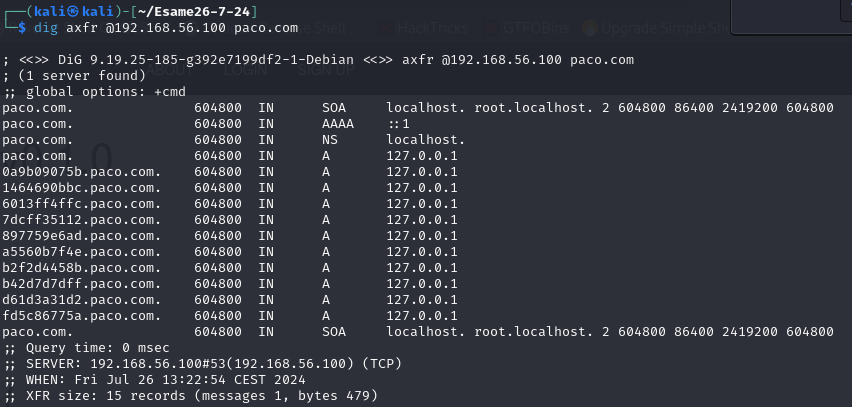 ┌──(kali㉿kali)-[~/Esame26-7-24]
└─$ dig axfr @192.168.56.100 paco.com

; <<>> DiG 9.19.25-185-g392e7199df2-1-Debian <<>> axfr @192.168.56.100 paco.com
; (1 server found)
;; global options: +cmd
paco.com.               604800  IN      SOA     localhost. root.localhost. 2 604800 86400 2419200 604800
paco.com.               604800  IN      AAAA    ::1
paco.com.               604800  IN      NS      localhost.
paco.com.               604800  IN      A       127.0.0.1
0a9b09075b.paco.com.    604800  IN      A       127.0.0.1
1464690bbc.paco.com.    604800  IN      A       127.0.0.1
6013ff4ffc.paco.com.    604800  IN      A       127.0.0.1
7dcff35112.paco.com.    604800  IN      A       127.0.0.1
897759e6ad.paco.com.    604800  IN      A       127.0.0.1
a5560b7f4e.paco.com.    604800  IN      A       127.0.0.1
b2f2d4458b.paco.com.    604800  IN      A       127.0.0.1
b42d7d7dff.paco.com.    604800  IN      A       127.0.0.1
d61d3a31d2.paco.com.    604800  IN      A       127.0.0.1
fd5c86775a.paco.com.    604800  IN      A       127.0.0.1
paco.com.               604800  IN      SOA     localhost. root.localhost. 2 604800 86400 2419200 604800
;; Query time: 0 msec
;; SERVER: 192.168.56.100#53(192.168.56.100) (TCP)
;; WHEN: Fri Jul 26 13:22:54 CEST 2024
;; XFR size: 15 records (messages 1, bytes 479)